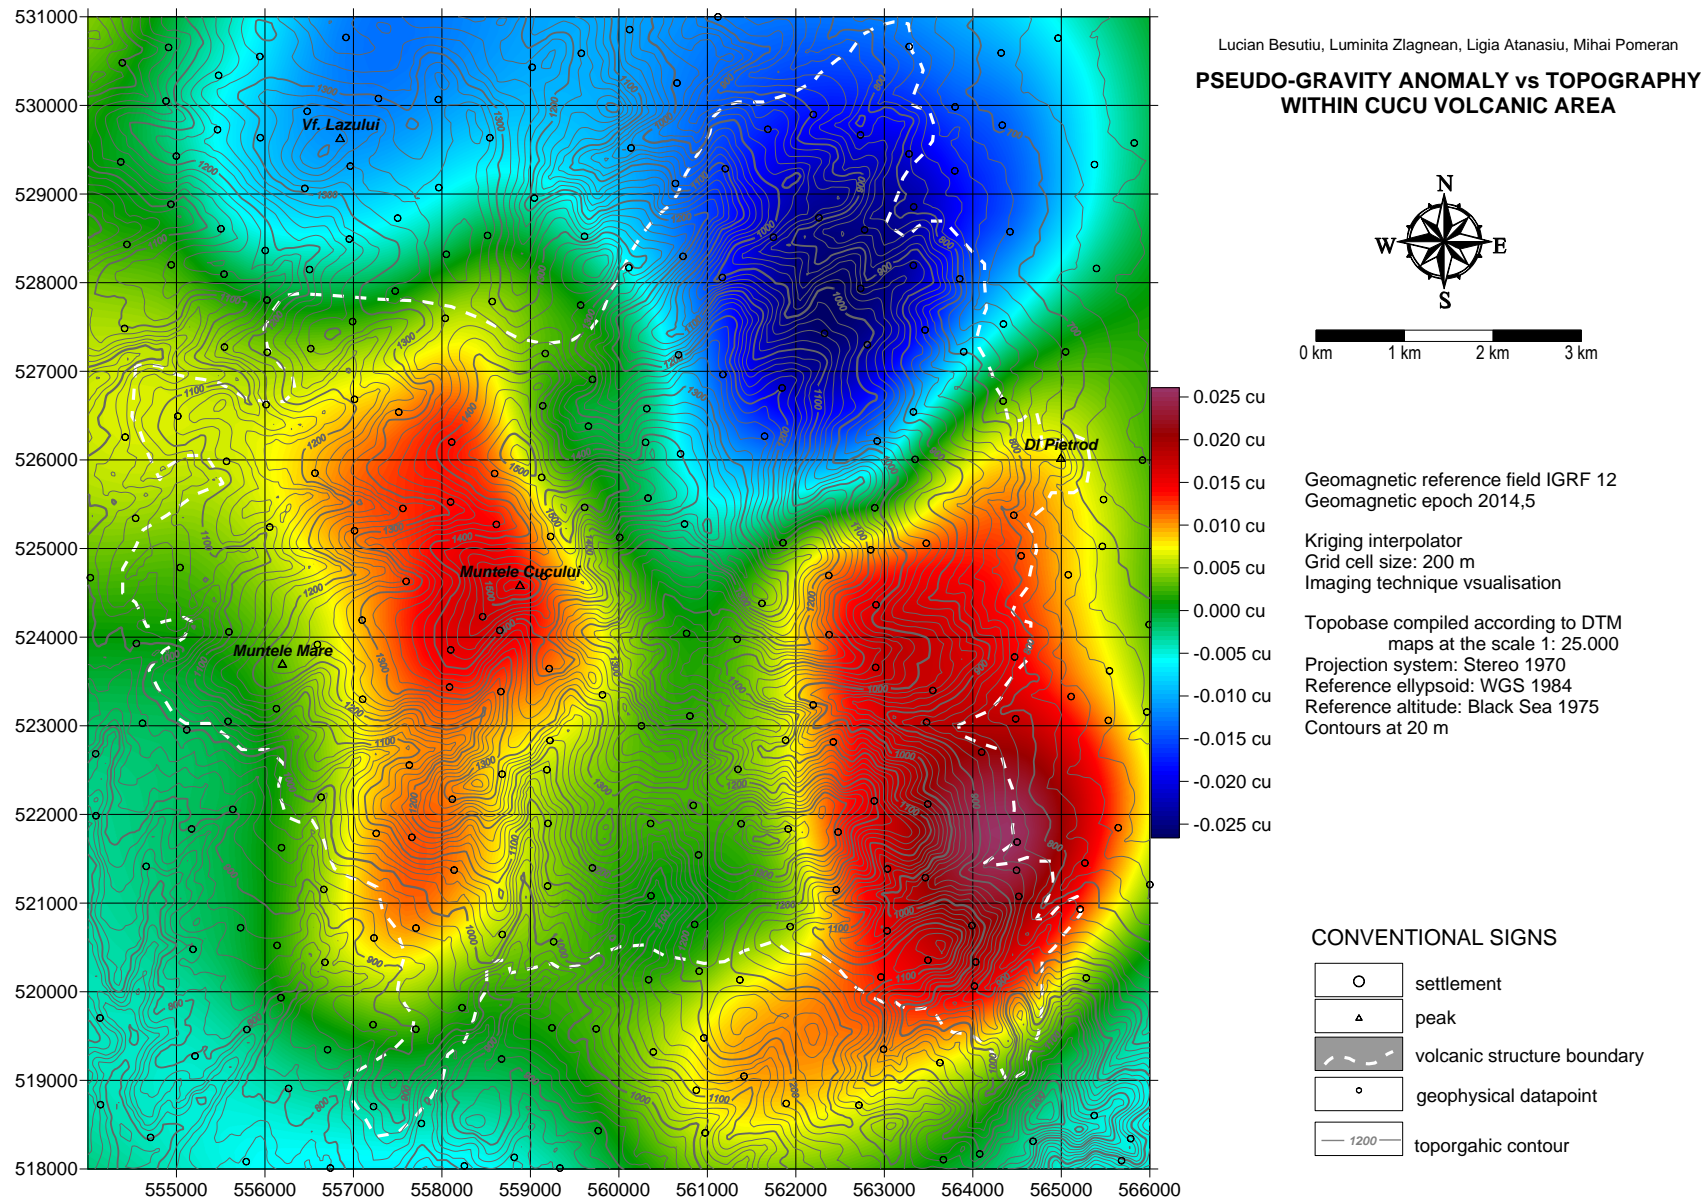 Lucian Besutiu, Luminita Zlagnean, Ligia Atanasiu, Mihai Pomeran
PSEUDO-GRAVITY ANOMALY vs TOPOGRAPHY
WITHIN CUCU VOLCANIC AREA
N
W E
S
0 km 1km 2 km 3 km
531000
530000
529000
528000
527000
526000
525000
524000
523000
522000
521000
520000
519000
518000
555000 556000 557000 558000 559000 560000 561000 562000 563000 564000 565000 566000
Vf. Lazului
Dl Pietrod
Muntele Cucului
Muntele Mare
0.025 cu
0.020 cu
0.015 cu
0.010 cu
0.005 cu
0.000 cu
-0.005 cu
-0.010 cu
-0.015 cu
-0.020 cu
-0.025 cu
Geomagnetic reference field IGRF 12
Geomagnetic epoch 2014,5
Kriging interpolator
Grid cell size: 200 m
Imaging technique vsualisation
Topobase compiled according to DTM
maps at the scale 1: 25.000
Projection system: Stereo 1970
Reference ellypsoid: WGS 1984
Reference altitude: Black Sea 1975
Contours at 20 m
CONVENTIONAL SIGNS
settlement
peak
volcanic structure boundary
geophysical datapoint
1200 toporgahic contour